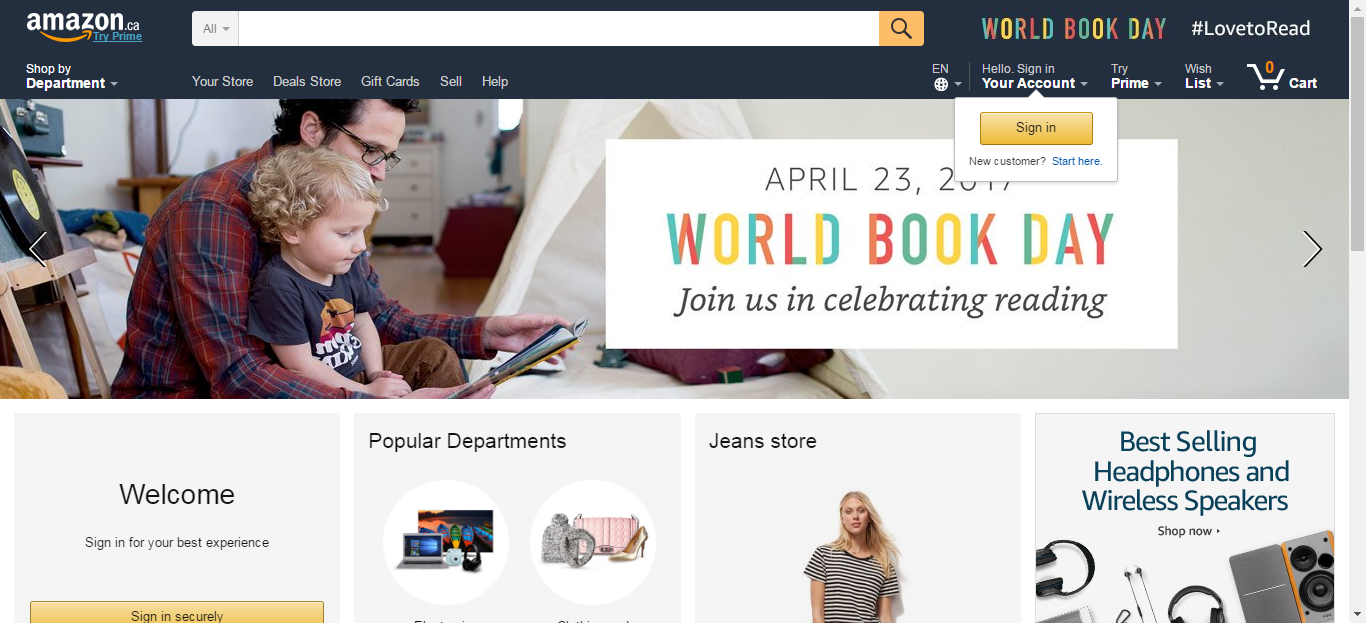 amazon.ca
Try Prime
All
WORLD BOOK DAY #LovetoRead
Shop by
Department
Your Store Deals Store Gift Cards Sell Help
EN
Hello. Sign in
Your Account
Try
Prime
Wish
List
0
Cart
Sign in
New customer? Start here.
APRIL 23, 2017
WORLD BOOK DAY
Join us in celebrating reading
Welcome
Sign in for your best experience
Sign in securely
Popular Departments
Jeans store
Best Selling
Headphones and
Wireless Speakers
Shop now